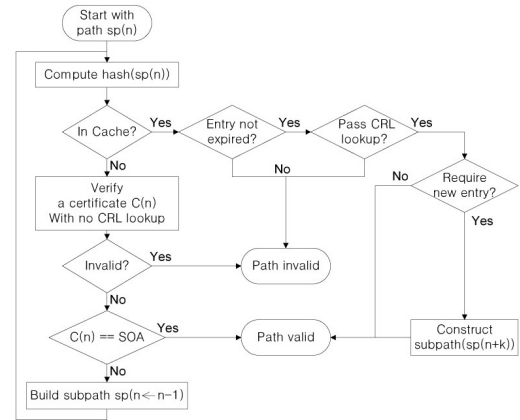 Start with
path sp(n)
Compute hash(sp(n))
In Cache?
Yes
Entry not
expired?
Yes
Pass CRL
lookup?
Yes
No
No
No
Require
new entry?
Yes
Verify
a certificate C(n)
With no CRL lookup
Invalid?
Yes
Path invalid
No
C(n) == SOA
Yes
Path valid
Construct
subpath(sp(n+k))
No
Build subpath sp(n←n-1)